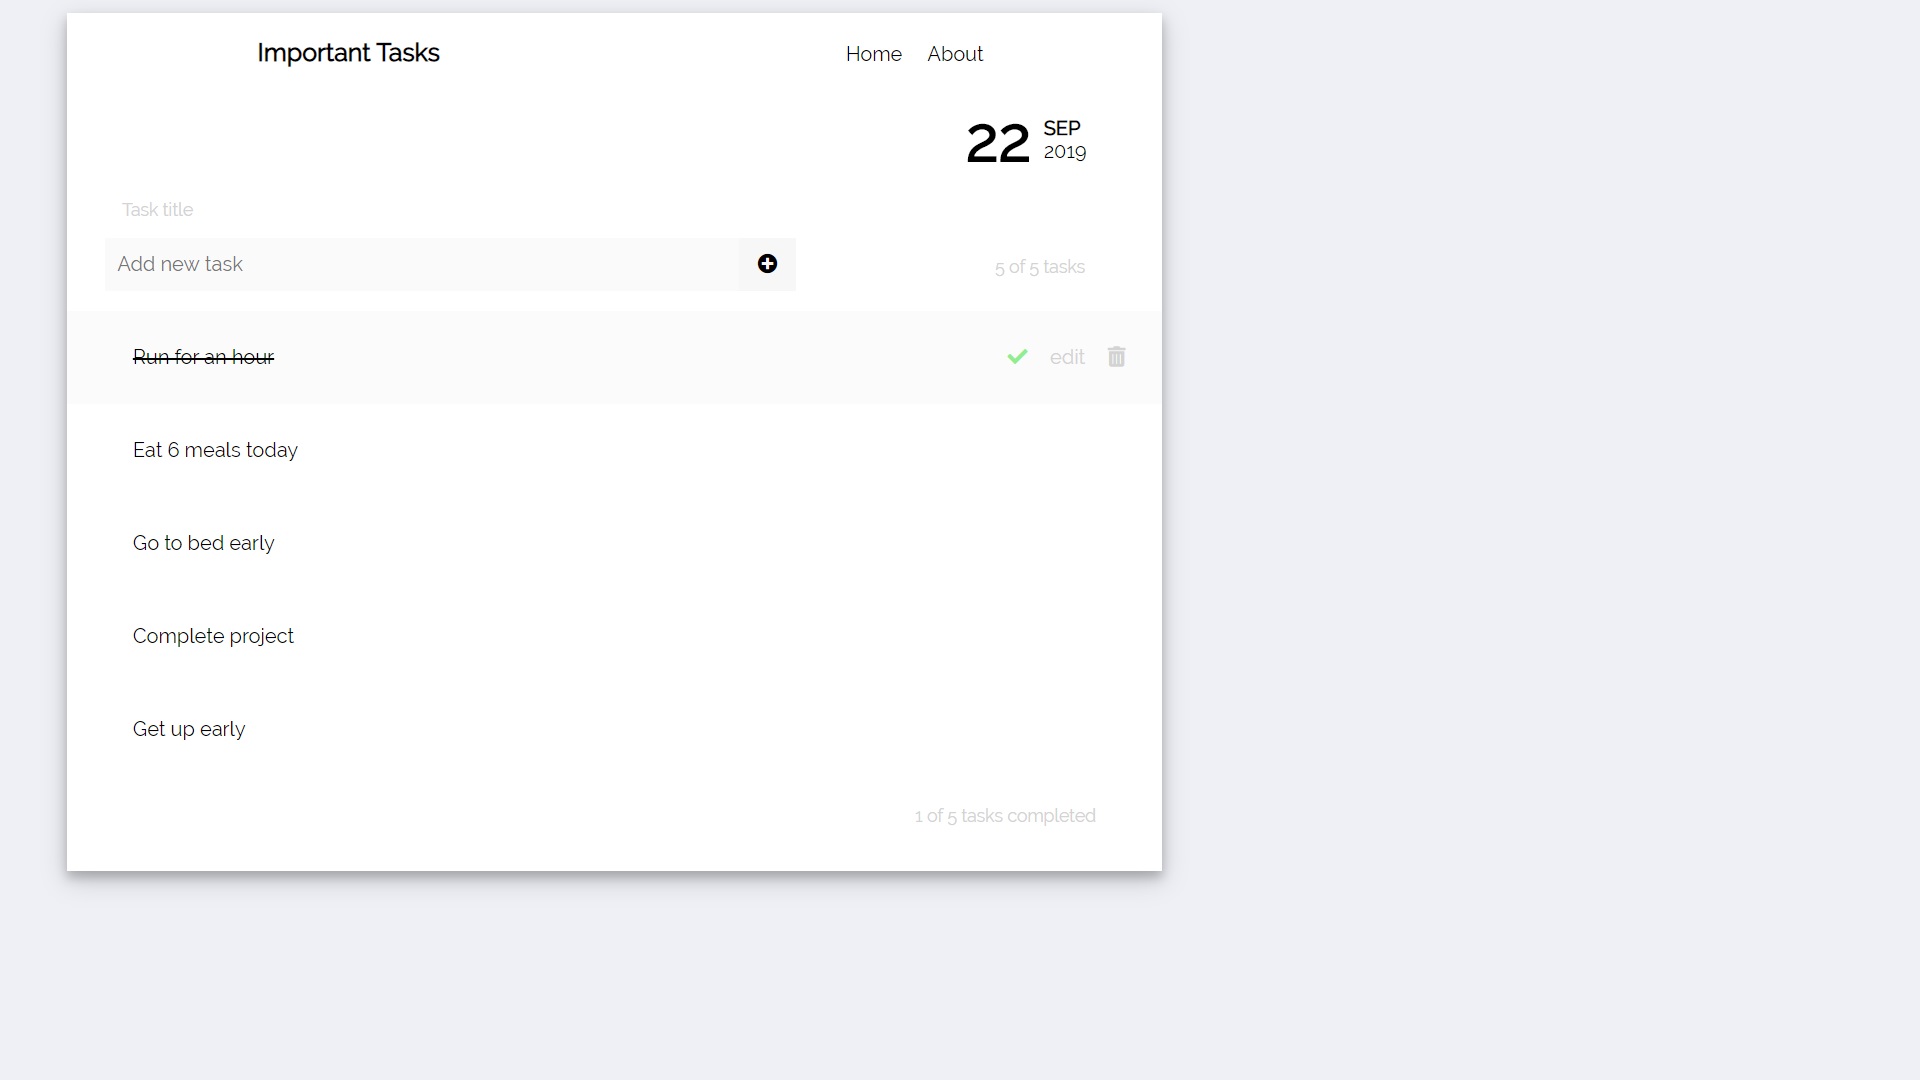 Important Tasks
Home
About
22
SEP
2019
Task title
Add new task
5 of 5 tasks
Run for an hour
edit
Eat 6 meals today
Go to bed early
Complete project
Get up early
1 of 5 tasks completed